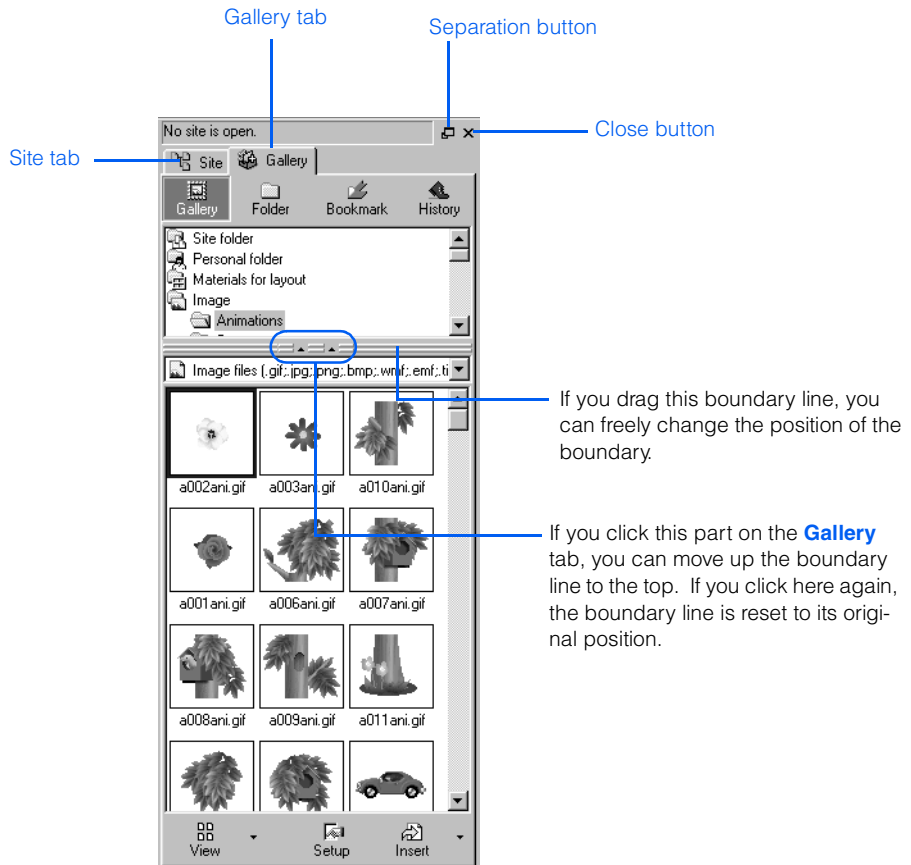 Gallery tab
Separation button
No site is open.
Close button
Site tab
Site
Gallery
Gallery
Folder
Bookmark
History
Site folder
Personal folder
Materials for layout
Image
Animations
Image files (.gif;.jpg;.png;.bmp;.wmf;.emf;.ti
If you drag this boundary line, you
can freely change the position of the
boundary.
a002ani.gif
a003ani.gif
a010ani.gif
If you click this part on the Gallery
tab, you can move up the boundary
line to the top. If you click here again,
the boundary line is reset to its origi-
nal position.
a001ani.gif
a006ani.gif
a007ani.gif
a008ani.gif
a009ani.gif
a011ani.gif
View
Setup
Insert